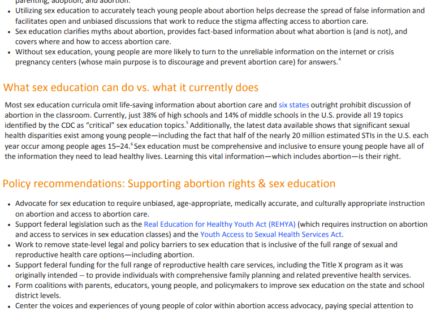 parenting, adoption, and abortion.
• Utilizing sex education to accurately teach young people about abortion helps decrease the spread of false information and
facilitates open and unbiased discussions that work to reduce the stigma affecting access to abortion care.
• Sex education clarifies myths about abortion, provides fact-based information about what abortion is (and is not), and
covers where and how to access abortion care.
• Without sex education, young people are more likely to turn to the unreliable information on the internet or crisis
pregnancy centers (whose main purpose is to discourage and prevent abortion care) for answers.
What sex education can do vs. what it currently does
Most sex education curricula omit life-saving information about abortion care and six states outright prohibit discussion of
abortion in the classroom. Currently, just 38% of high schools and 14% of middle schools in the U.S. provide all 19 topics
identified by the CDC as “critical” sex education topics. Additionally, the latest data available shows that significant sexual
health disparities exist among young people—including the fact that half of the nearly 20 million estimated STIs in the U.S. each
year occur among people ages 15–24. Sex education must be comprehensive and inclusive to ensure young people have all of
the information they need to lead healthy lives. Learning this vital information—which includes abortion—is their right.
Policy recommendations: Supporting abortion rights & sex education
• Advocate for sex education to require unbiased, age-appropriate, medically accurate, and culturally appropriate instruction
on abortion and access to abortion care.
• Support federal legislation such as the Real Education for Healthy Youth Act (REHYA) (which requires instruction on abortion
and access to services in sex education classes) and the Youth Access to Sexual Health Services Act.
• Work to remove state-level legal and policy barriers to sex education that is inclusive of the full range of sexual and
reproductive health care options—including abortion.
• Support federal funding for the full range of reproductive health care services, including the Title X program as it was
originally intended -- to provide individuals with comprehensive family planning and related preventive health services.
• Form coalitions with parents, educators, young people, and policymakers to improve sex education on the state and school
district levels.
• Center the voices and experiences of young people of color within abortion access advocacy, paying special attention to